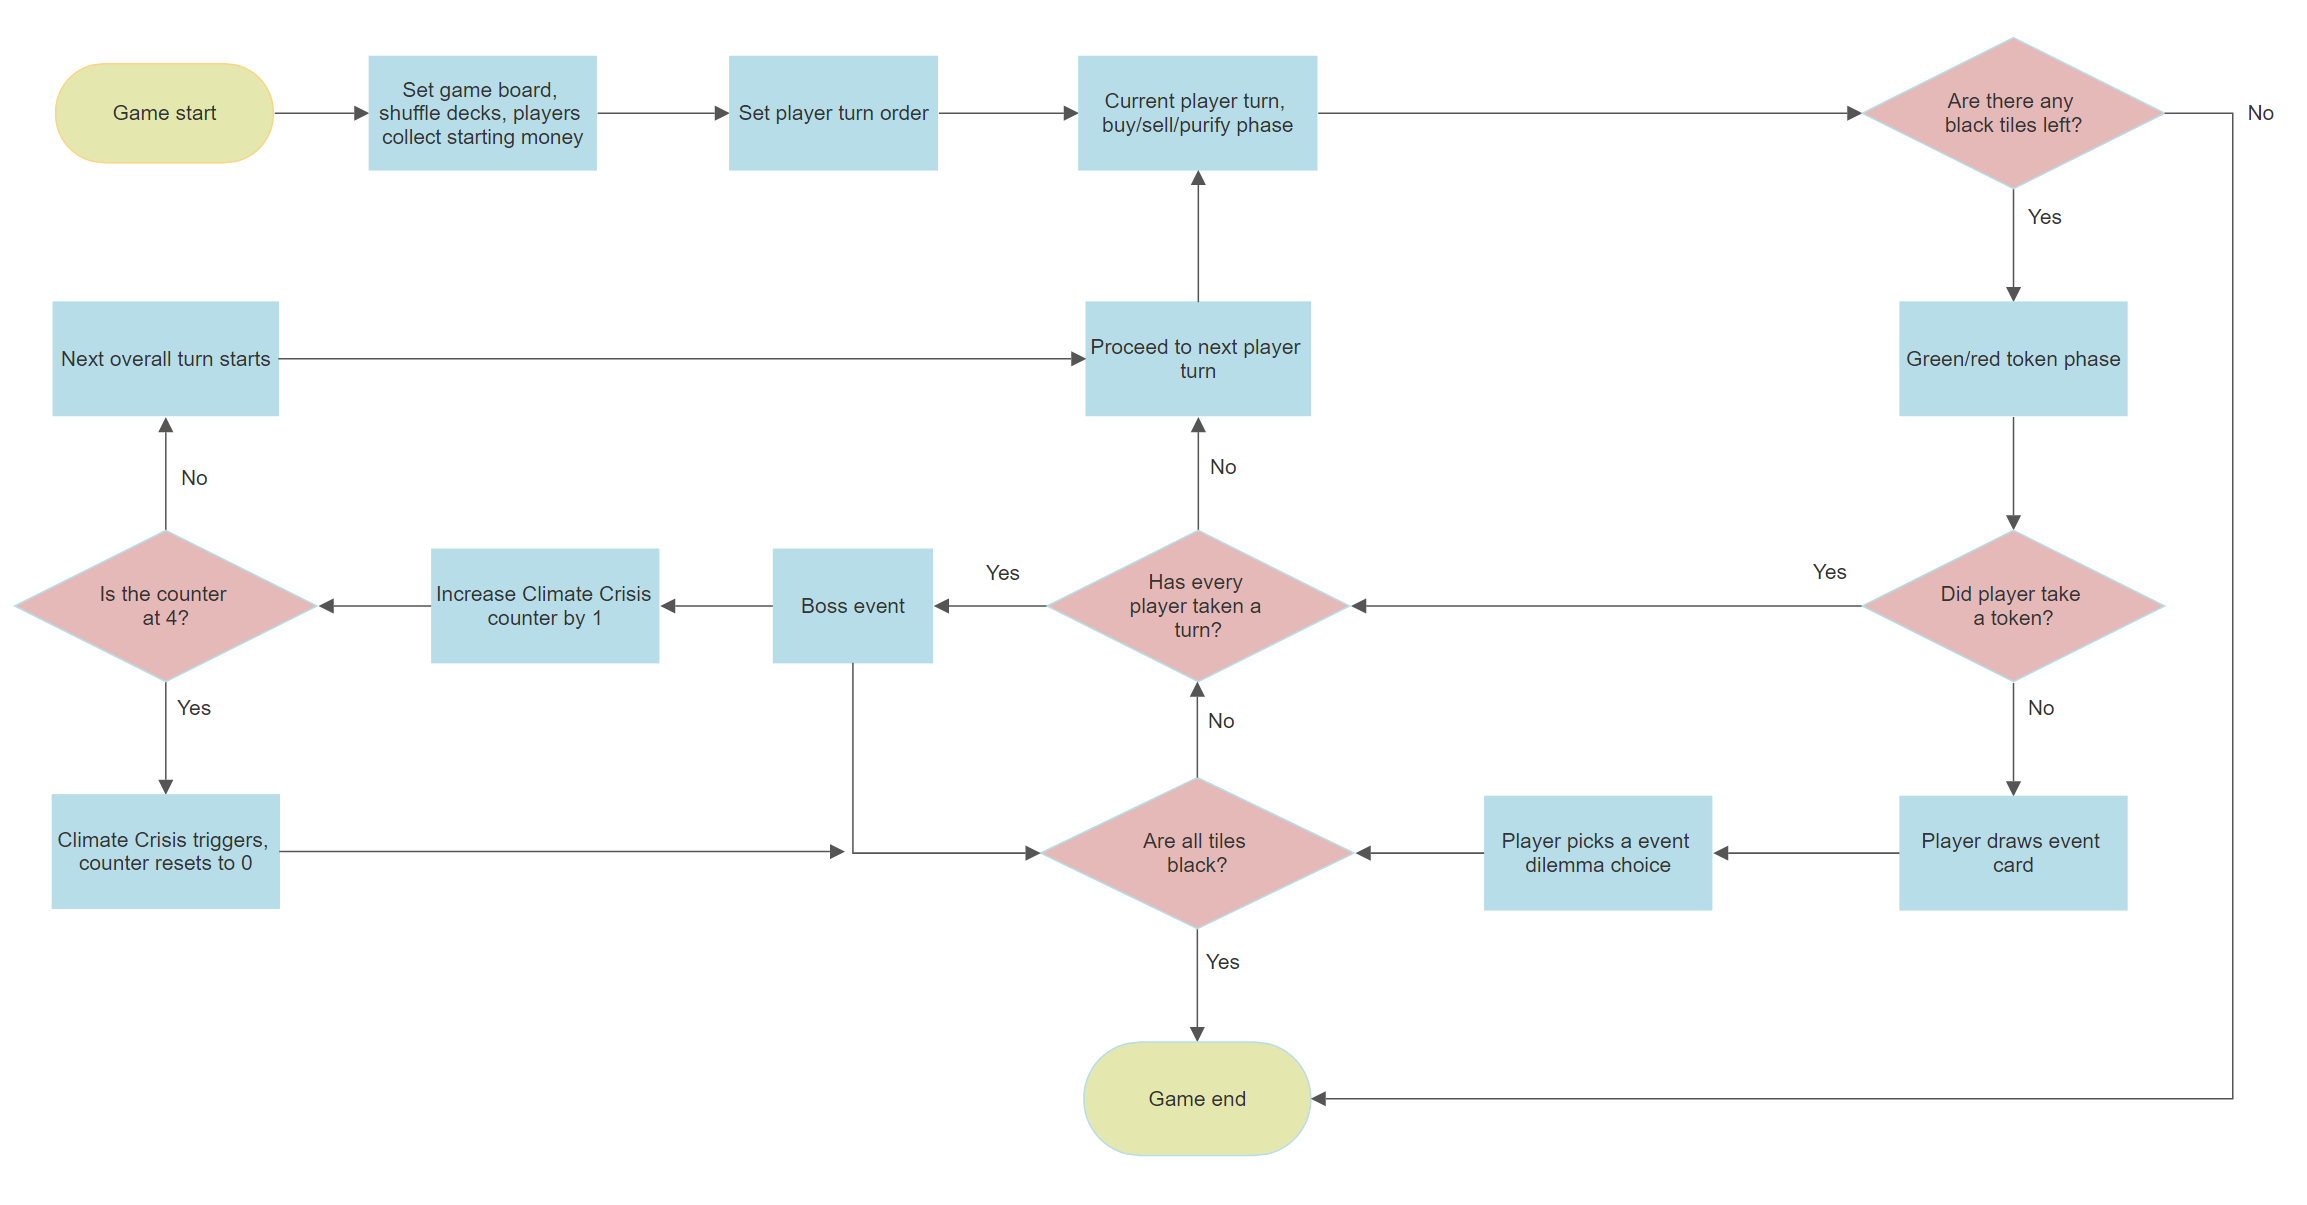 Game start
Set game board,
shuffle decks, players
collect starting money
Set player turn order
Current player turn,
buy/sell/purify phase
Are there any
black tiles left?
No
Yes
Next overall turn starts
Proceed to next player
turn
Green/red token phase
No
No
Is the counter
at 4?
Increase Climate Crisis
counter by 1
Boss event
Yes
Has every
player taken a
turn?
Yes
Did player take
a token?
Yes
No
No
Climate Crisis triggers,
counter resets to 0
Are all tiles
black?
Player picks a event
dilemma choice
Player draws event
card
Yes
Game end